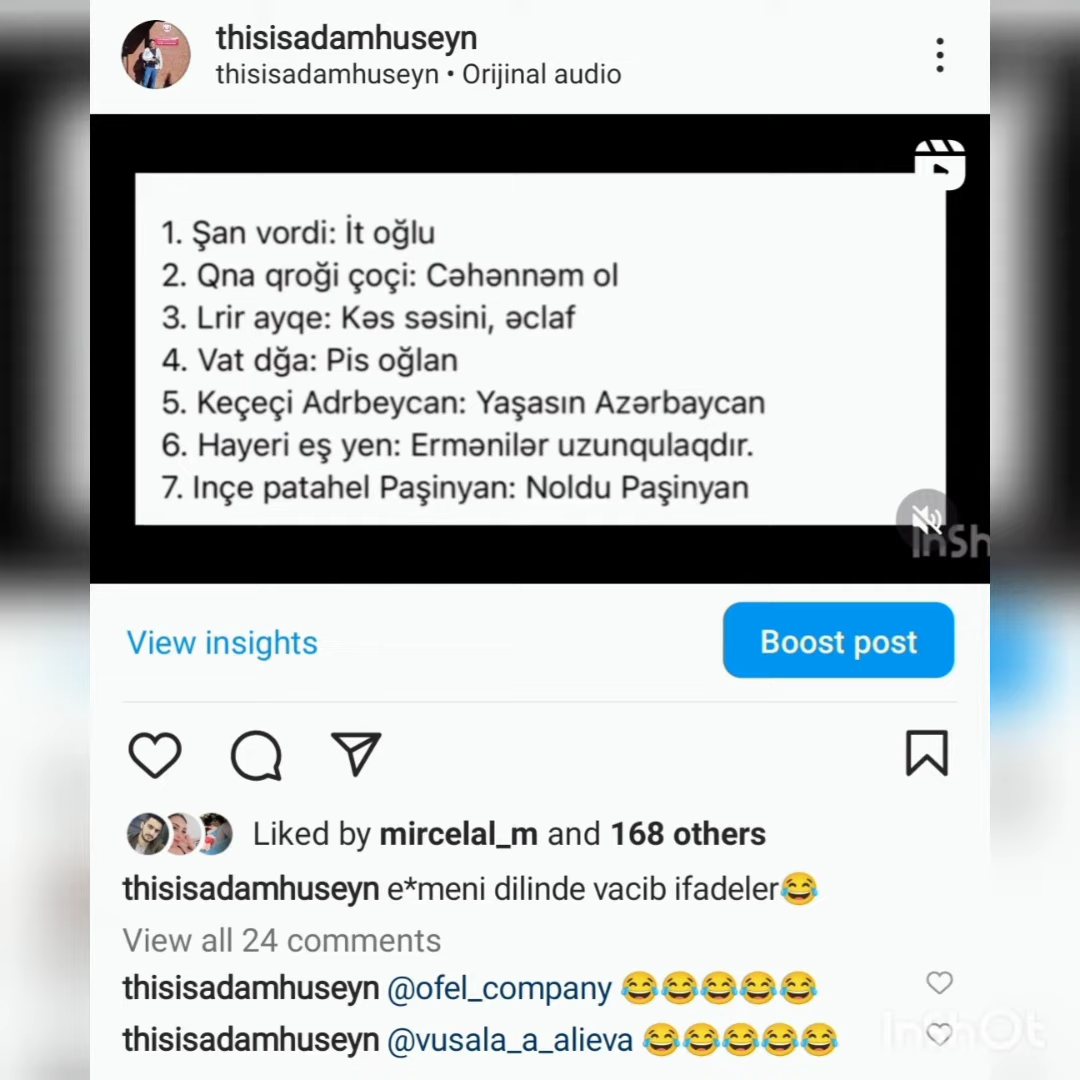 thisisadamhuseyn
thisisadamhuseyn • Orijinal audio
1. Şan vordi: İt oğlu
2. Qna qroği çoçi: Cəhənnəm ol
3. Lrir ayqe: Kəs səsini, əclaf
4. Vat dğa: Pis oğlan
5. Keçeçi Adrbeycan: Yaşasın Azərbaycan
6. Hayeri eş yen: Ermənilər uzunqulaqdır.
7. Inçe patahel Paşinyan: Noldu Paşinyan
InSh
View insights
Boost post
Liked by mircelal_m and 168 others
thisisadamhuseyn e*meni dilinde vacib ifadeler😂
View all 24 comments
thisisadamhuseyn @ofel_company 😂😂😂😂😂
thisisadamhuseyn @vusala_a_alieva 😂😂😂😂😂
InShOt